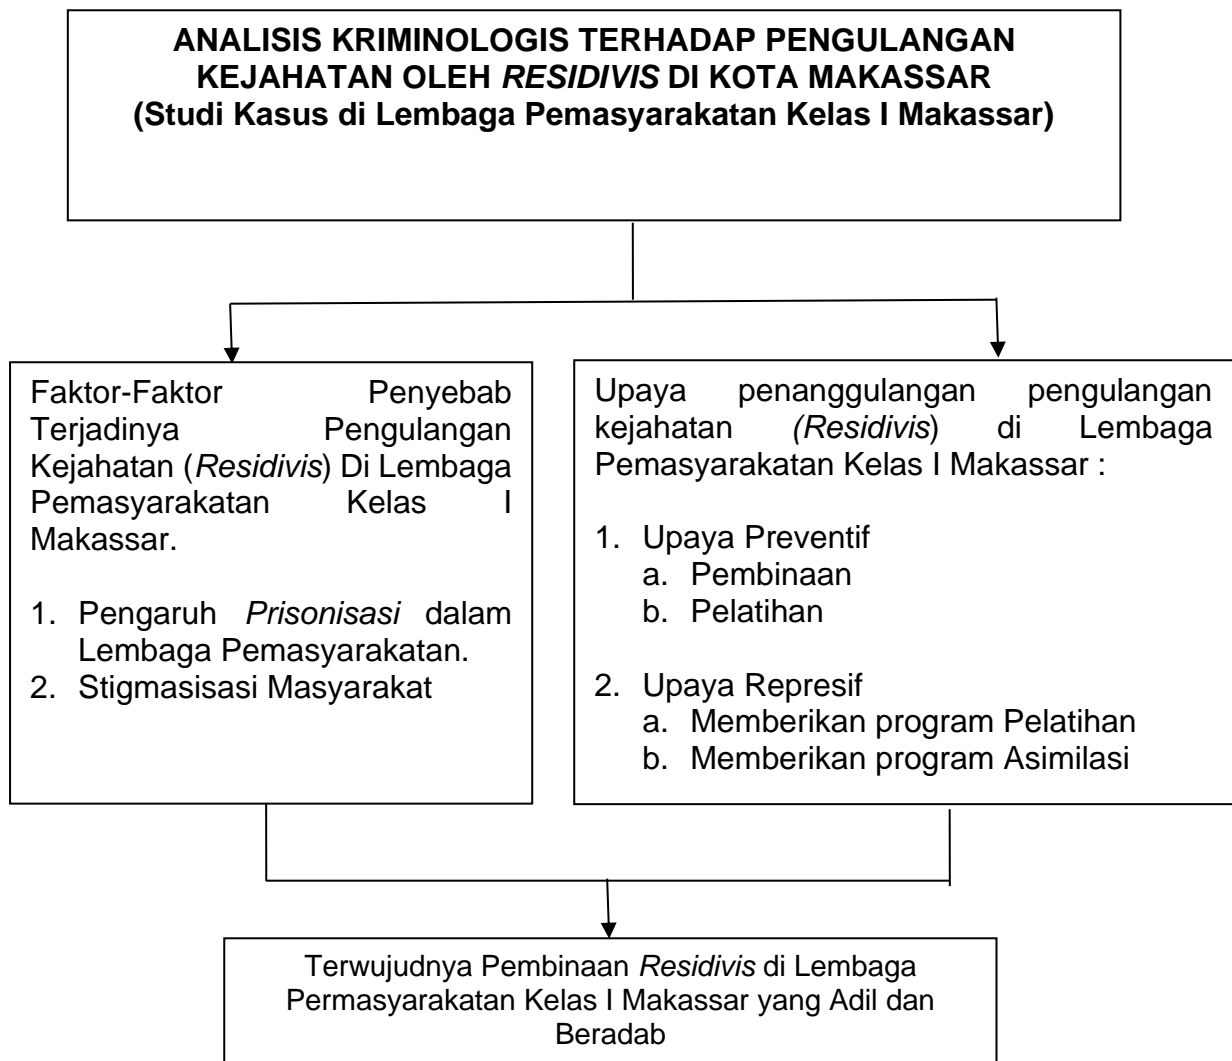 ANALISIS KRIMINOLOGIS TERHADAP PENGULANGAN
KEJAHATAN OLEH RESIDIVIS DI KOTA MAKASSAR
(Studi Kasus di Lembaga Pemasyarakatan Kelas I Makassar)
Faktor-Faktor Penyebab
Terjadinya Pengulangan
Kejahatan (Residivis) Di Lembaga
Pemasyarakatan Kelas I
Makassar.
1. Pengaruh Prisonisasi dalam
Lembaga Pemasyarakatan.
2. Stigmasisasi Masyarakat
Upaya penanggulangan pengulangan
kejahatan (Residivis) di Lembaga
Pemasyarakatan Kelas I Makassar :
1. Upaya Preventif
a. Pembinaan
b. Pelatihan
2. Upaya Represif
a. Memberikan program Pelatihan
b. Memberikan program Asimilasi
Terwujudnya Pembinaan Residivis di Lembaga
Permasyarakatan Kelas I Makassar yang Adil dan
Beradab